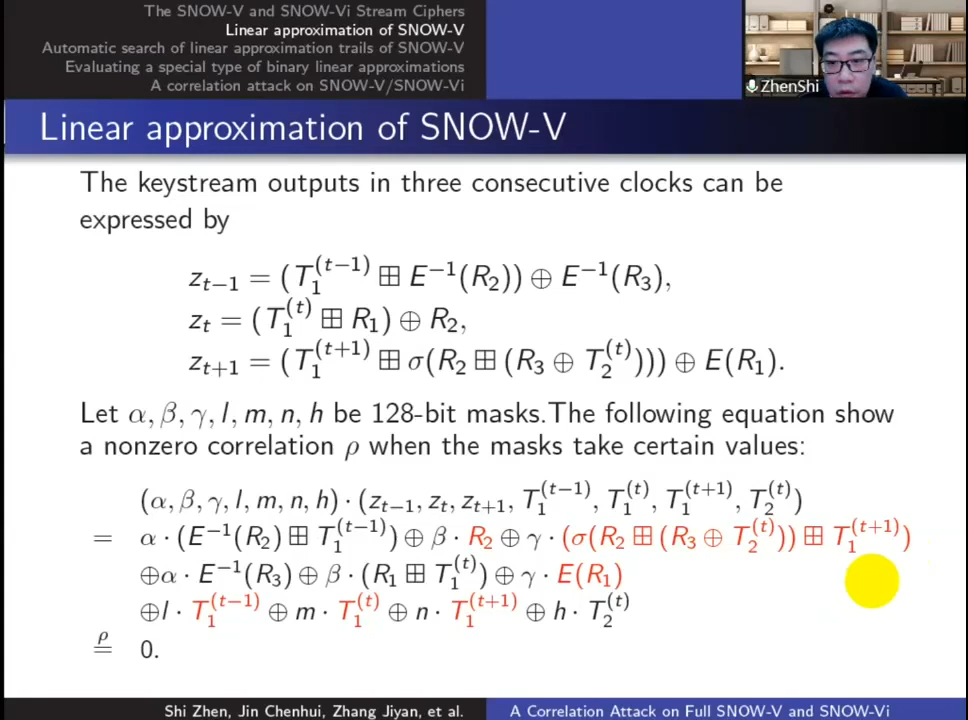 The SNOW-V and SNOW-Vi Stream Ciphers
Linear approximation of SNOW-V
Automatic search of linear approximation trails of SNOW-V
Evaluating a special type of binary linear approximations
A correlation attack on SNOW-V/SNOW-Vi
ZhenShi
Linear approximation of SNOW-V
The keystream outputs in three consecutive clocks can be
expressed by
z_{t−1} = (T_1^{(t−1)} ⊞ E^{−1}(R_2)) ⊕ E^{−1}(R_3),
z_t = (T_1^{(t)} ⊞ R_1) ⊕ R_2,
z_{t+1} = (T_1^{(t+1)} ⊞ σ(R_2 ⊞ (R_3 ⊕ T_2^{(t)}))) ⊕ E(R_1).
Let α, β, γ, l, m, n, h be 128-bit masks.The following equation show
a nonzero correlation ρ when the masks take certain values:
(α, β, γ, l, m, n, h) · (z_{t−1}, z_t, z_{t+1}, T_1^{(t−1)}, T_1^{(t)}, T_1^{(t+1)}, T_2^{(t)})
= α · (E^{−1}(R_2) ⊞ T_1^{(t−1)}) ⊕ β · R_2 ⊕ γ · (σ(R_2 ⊞ (R_3 ⊕ T_2^{(t)})) ⊞ T_1^{(t+1)})
⊕α · E^{−1}(R_3) ⊕ β · (R_1 ⊞ T_1^{(t)}) ⊕ γ · E(R_1)
⊕l · T_1^{(t−1)} ⊕ m · T_1^{(t)} ⊕ n · T_1^{(t+1)} ⊕ h · T_2^{(t)}
=^ρ 0.
Shi Zhen, Jin Chenhui, Zhang Jiyan, et al.
A Correlation Attack on Full SNOW-V and SNOW-Vi